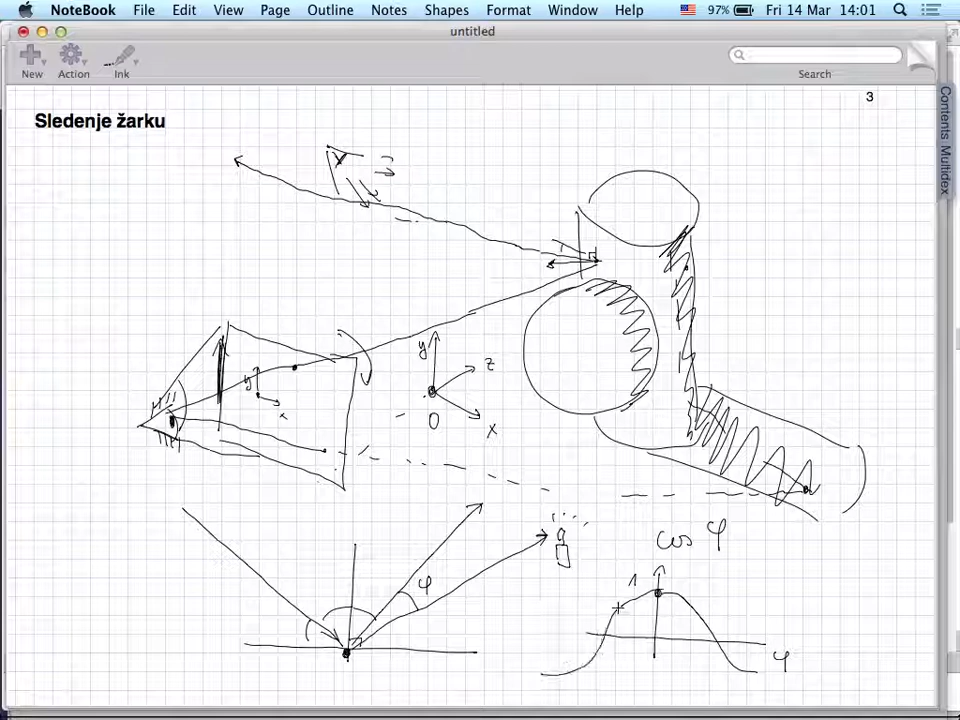 NoteBook File Edit View Page Outline Notes Shapes Format Window Help 97% Fri 14 Mar 14:01
untitled
New Action Ink Search
3
Contents: Multidex
Sledenje žarku
y z
y
x 0 x
cos φ
φ 1
φ